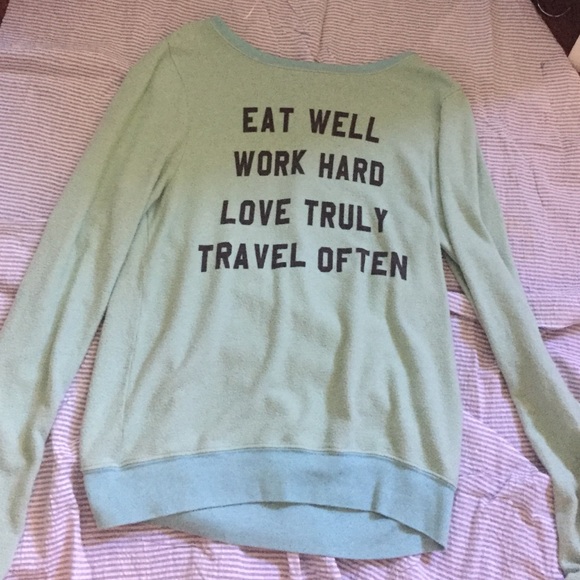 EAT WELL
WORK HARD
LOVE TRULY
TRAVEL OFTEN